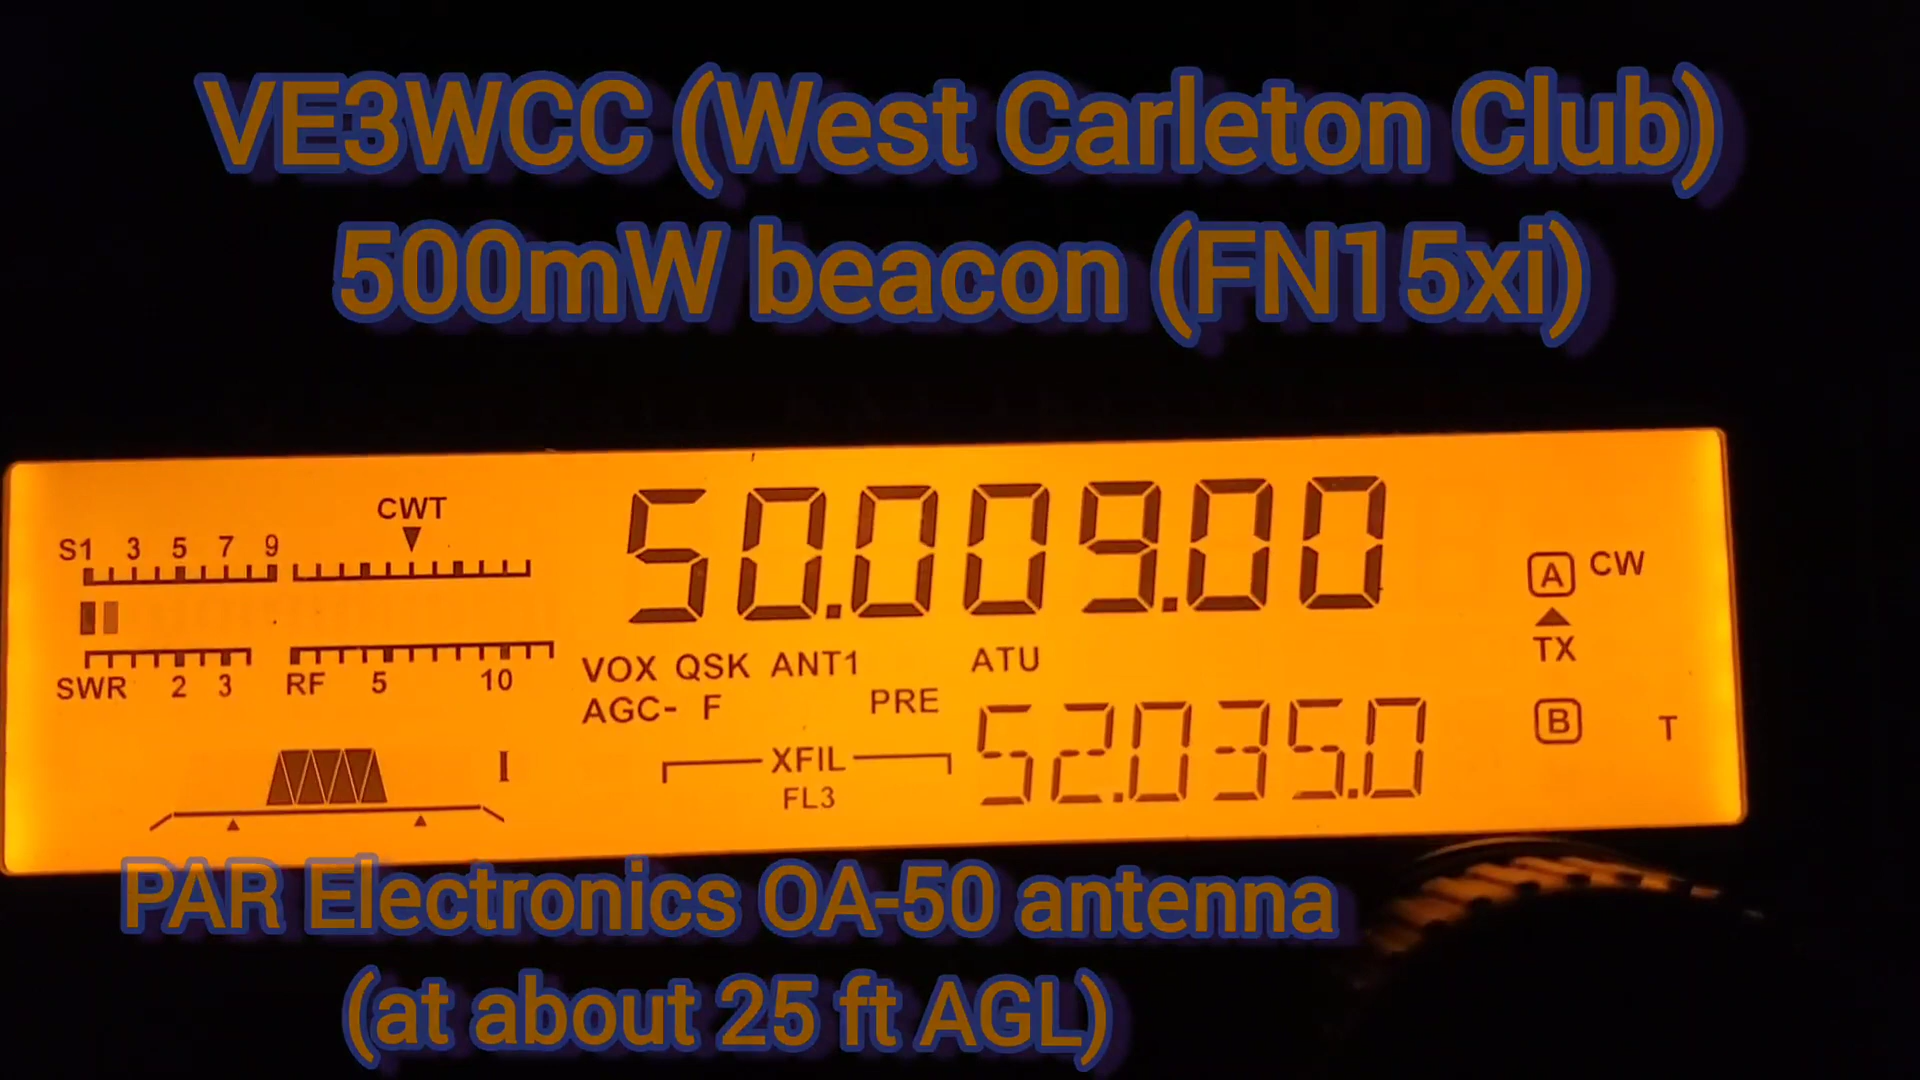 VE3WCC (West Carleton Club)
500mW beacon (FN15xi)
CWT
S1 3 5 7 9
50.009.00
A CW
TX
SWR 2 3 RF 5 10
VOX QSK ANT1 ATU
AGC- F PRE
52.035.0
B T
XFIL
FL3
I
PAR Electronics OA-50 antenna
(at about 25 ft AGL)